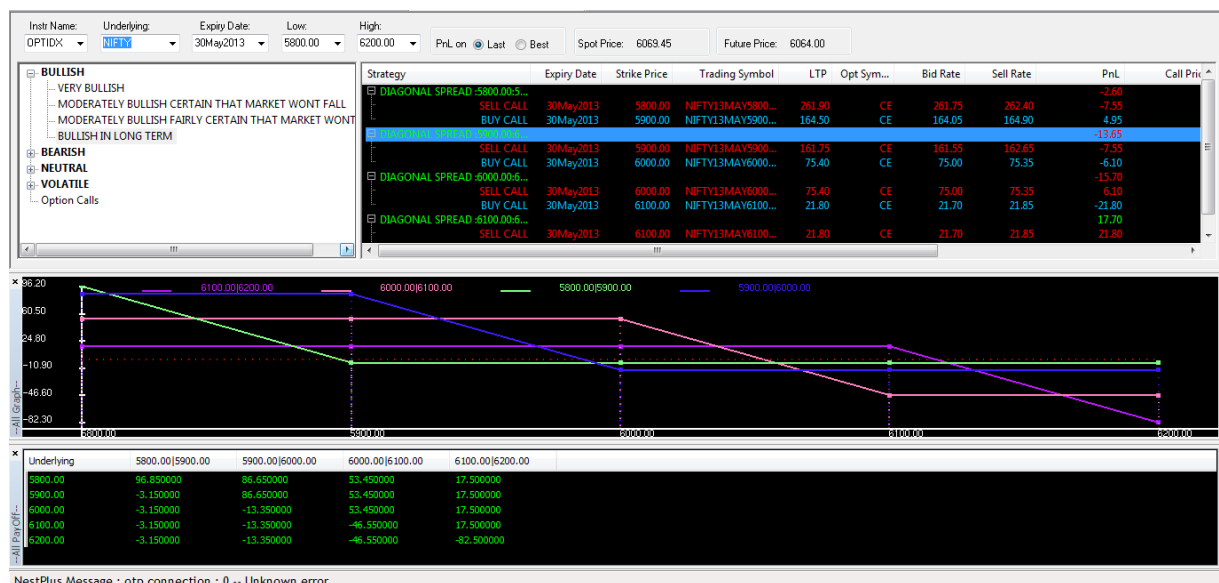 Instr Name: Underlying: Expiry Date: Low: High:
OPTIDX NIFTY 30May2013 5800.00 6200.00 PnL on Last Best Spot Price: 6069.45 Future Price: 6064.00
BULLISH
VERY BULLISH
MODERATELY BULLISH CERTAIN THAT MARKET WONT FALL
MODERATELY BULLISH FAIRLY CERTAIN THAT MARKET WONT
BULLISH IN LONG TERM
BEARISH
NEUTRAL
VOLATILE
Option Calls
Strategy Expiry Date Strike Price Trading Symbol LTP Opt Sym... Bid Rate Sell Rate PnL Call Pric
DIAGONAL SPREAD :5800.00:5... -2.60
SELL CALL 30May2013 5800.00 NIFTY13MAY5800... 261.90 CE 261.75 262.40 -7.55
BUY CALL 30May2013 5900.00 NIFTY13MAY5900... 164.50 CE 164.05 164.90 4.95
DIAGONAL SPREAD :5900.00:6... -13.65
SELL CALL 30May2013 5900.00 NIFTY13MAY5900... 161.75 CE 161.55 162.65 -7.55
BUY CALL 30May2013 6000.00 NIFTY13MAY6000... 75.40 CE 75.00 75.35 -6.10
DIAGONAL SPREAD :6000.00:6... -15.70
SELL CALL 30May2013 6000.00 NIFTY13MAY6000... 75.40 CE 75.00 75.35 6.10
BUY CALL 30May2013 6100.00 NIFTY13MAY6100... 21.80 CE 21.70 21.85 -21.80
DIAGONAL SPREAD :6100.00:6... 17.70
SELL CALL 30May2013 6100.00 NIFTY13MAY6100... 21.80 CE 21.70 21.85 21.80
--All Graph--
96.20 6100.00|6200.00 6000.00|6100.00 5800.00|5900.00 5900.00|6000.00
60.50
24.80
-10.90
-46.60
-82.30
5800.00 5900.00 6000.00 6100.00 6200.00
--All PayOff--
Underlying 5800.00|5900.00 5900.00|6000.00 6000.00|6100.00 6100.00|6200.00
5800.00 96.850000 86.650000 53.450000 17.500000
5900.00 -3.150000 86.650000 53.450000 17.500000
6000.00 -3.150000 -13.350000 53.450000 17.500000
6100.00 -3.150000 -13.350000 -46.550000 17.500000
6200.00 -3.150000 -13.350000 -46.550000 -82.500000
NestPlus Message : otp connection : 0 -- Unknown error